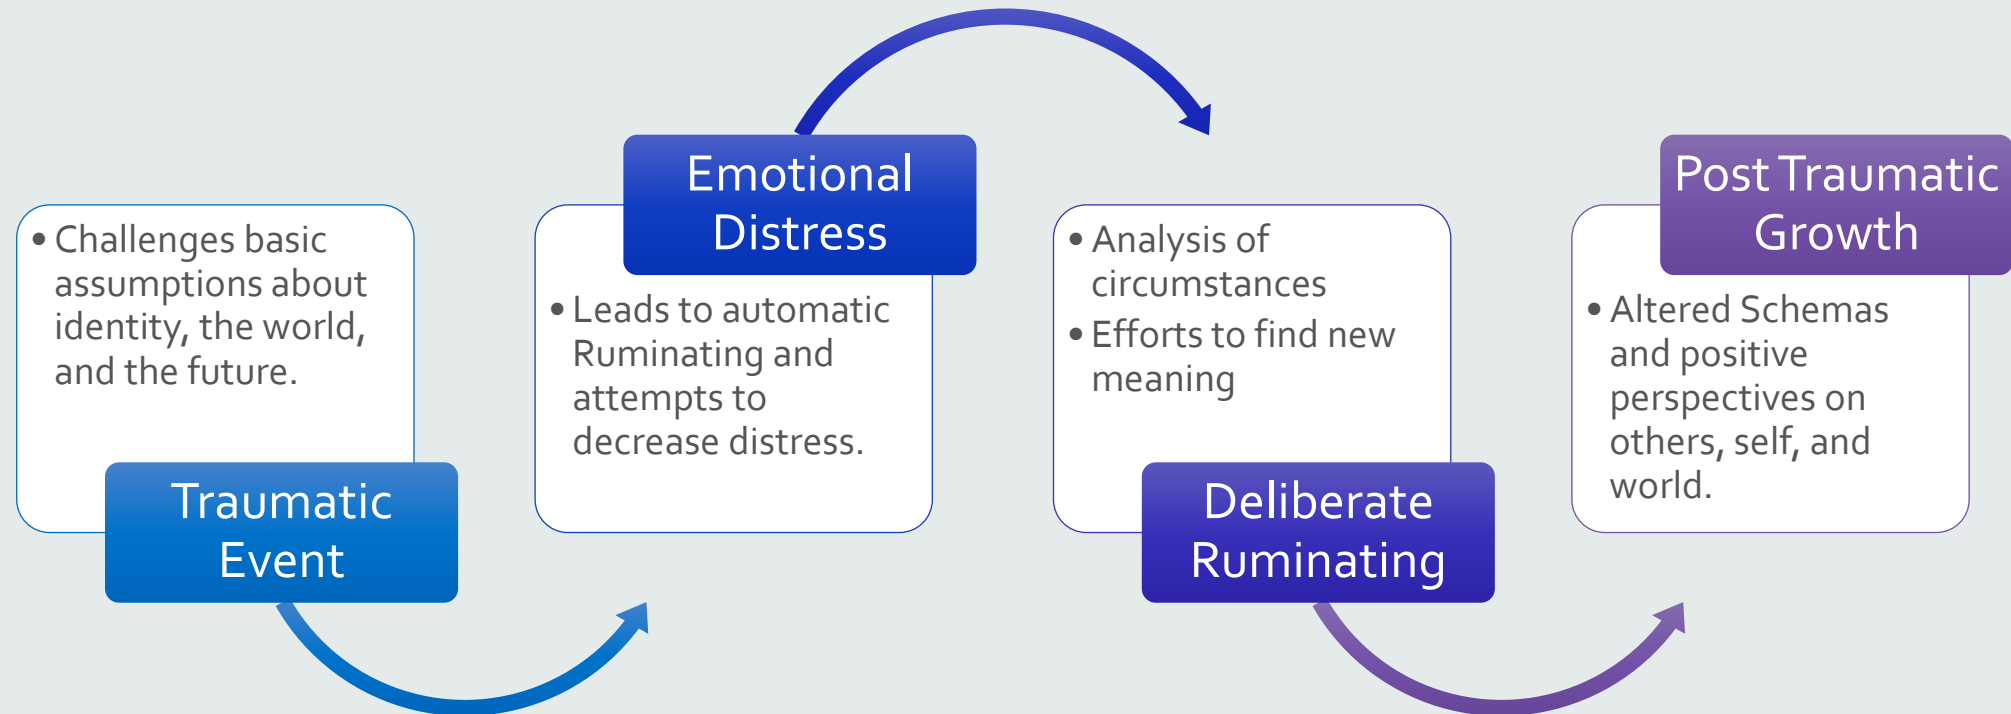 • Challenges basic
assumptions about
identity, the world,
and the future.
Traumatic
Event
Emotional
Distress
• Leads to automatic
Ruminating and
attempts to
decrease distress.
• Analysis of
circumstances
• Efforts to find new
meaning
Deliberate
Ruminating
Post Traumatic
Growth
• Altered Schemas
and positive
perspectives on
others, self, and
world.